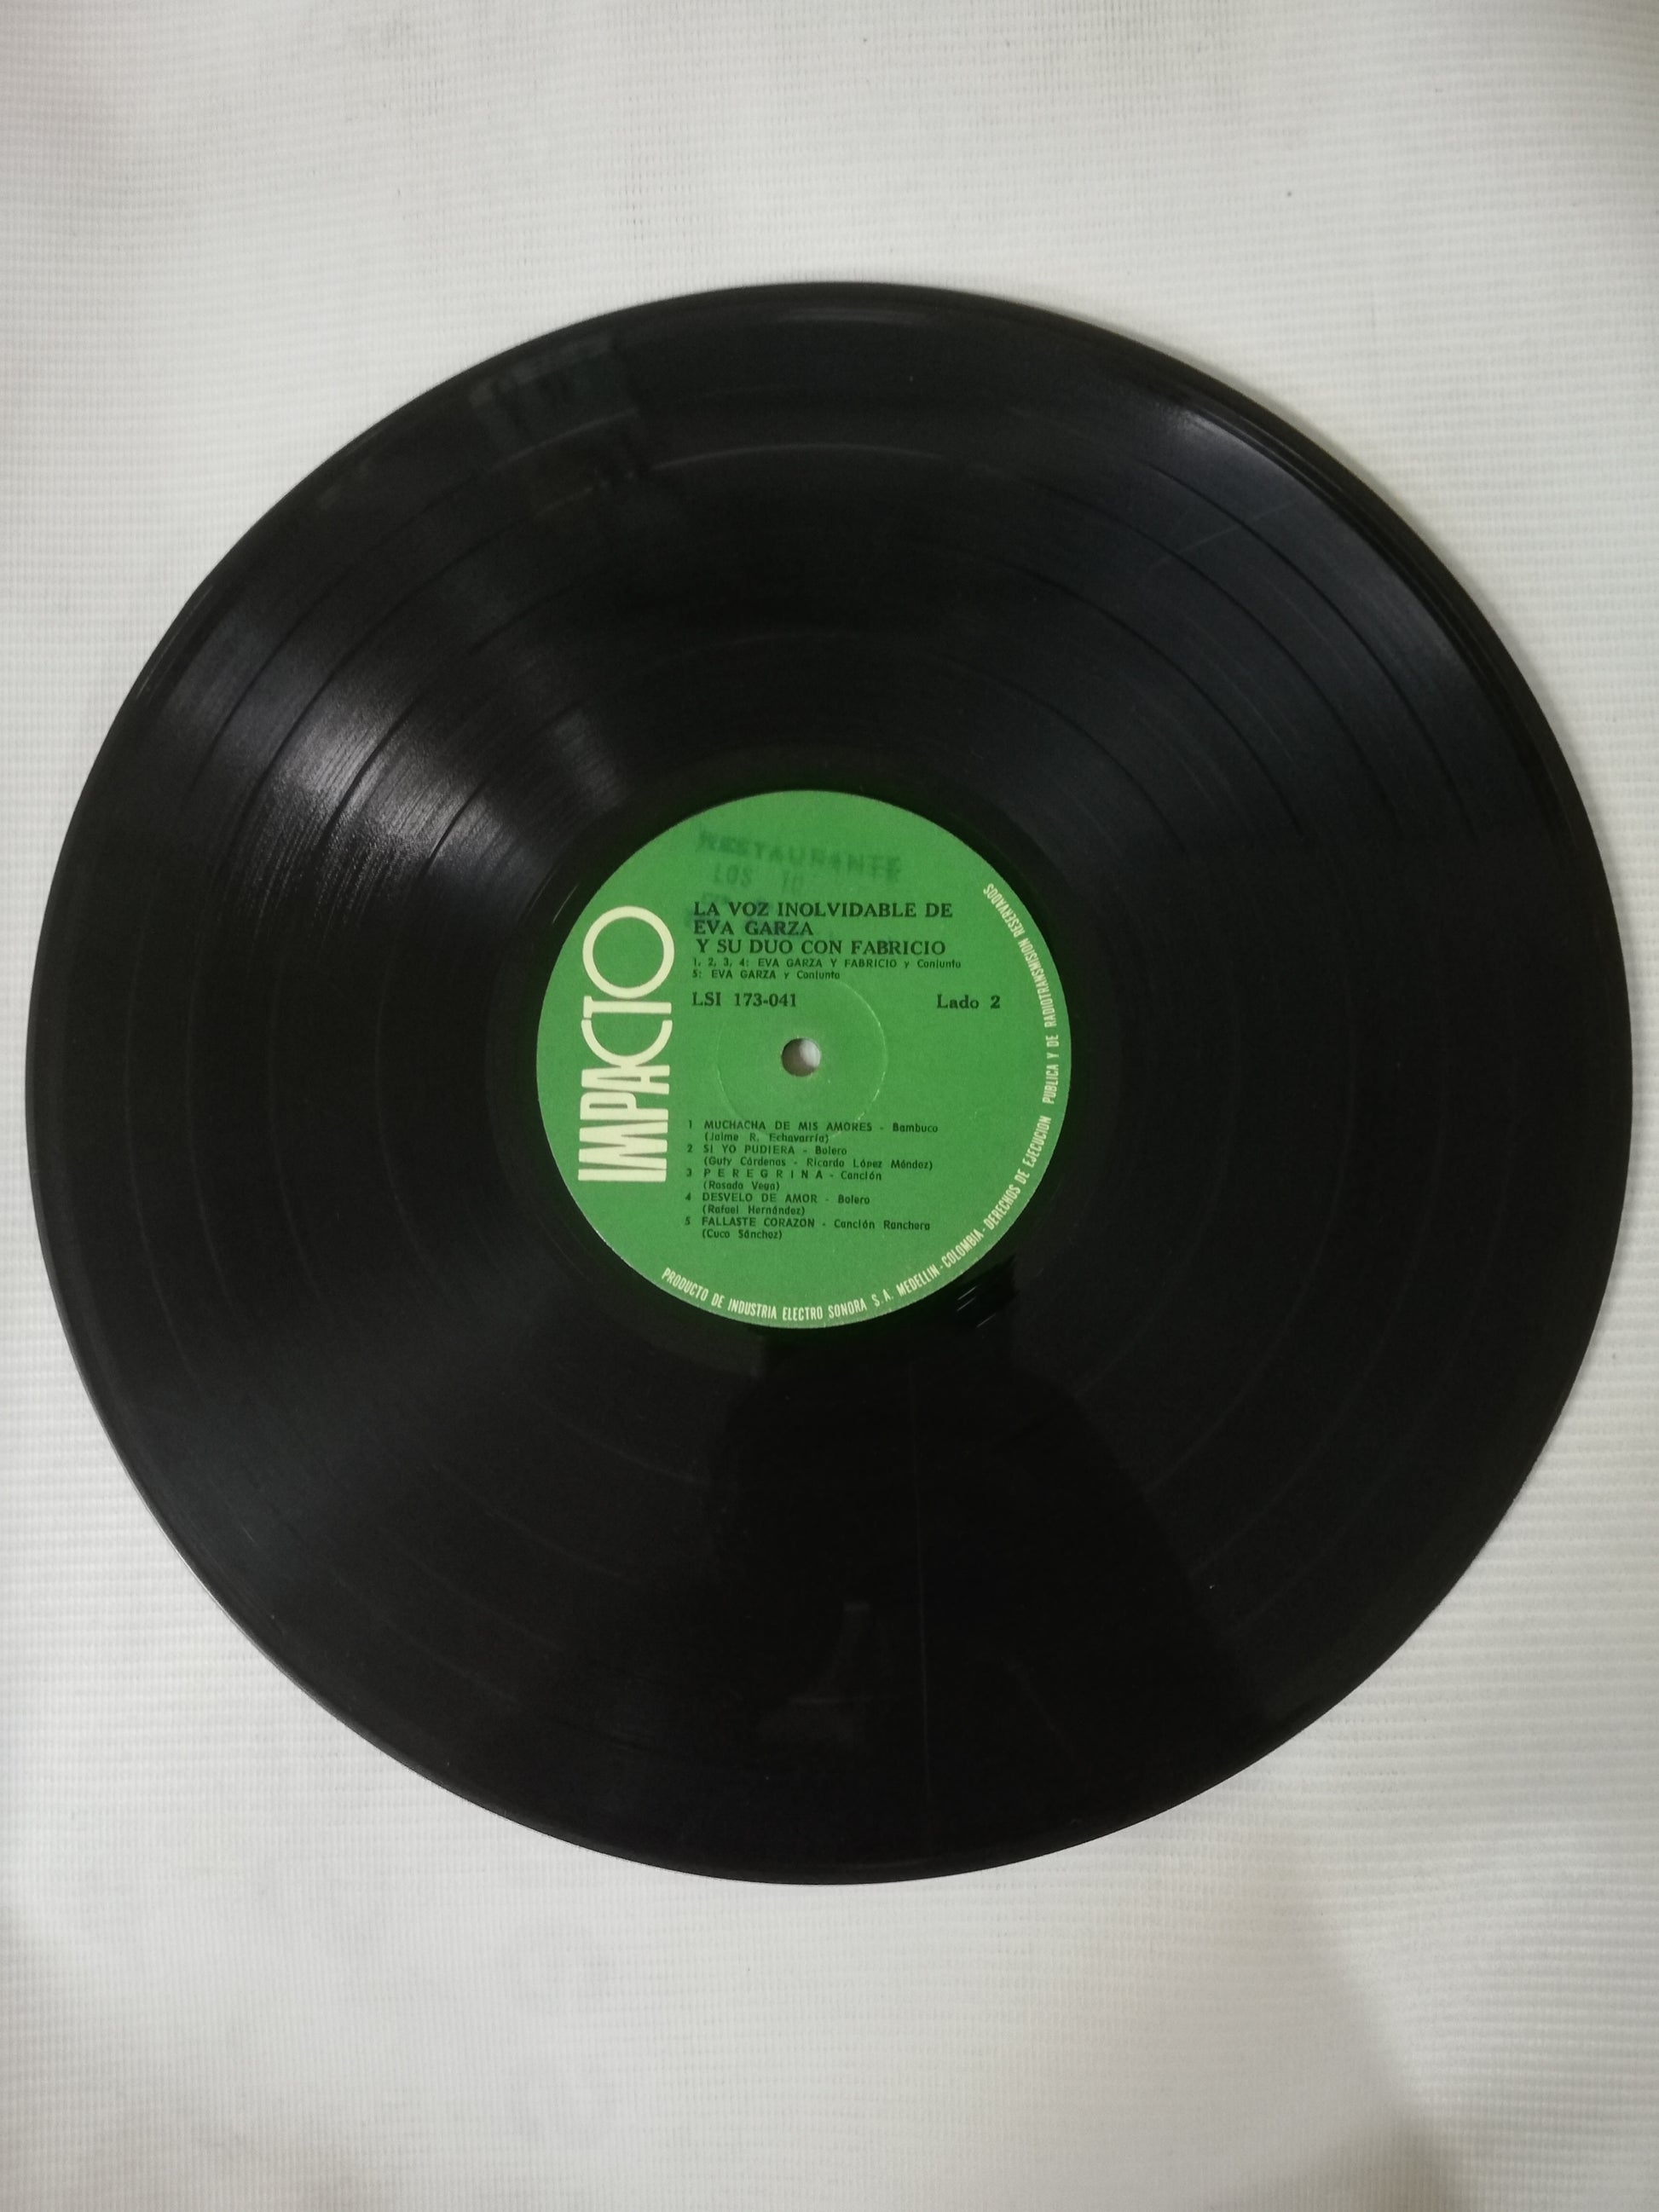 RESTAURANTE
LOS 10
IMPACTO
LA VOZ INOLVIDABLE DE
EVA GARZA
Y SU DUO CON FABRICIO
1, 2, 3, 4: EVA GARZA Y FABRICIO y Conjunto
5: EVA GARZA y Conjunto
LSI 173-041 Lado 2
1 MUCHACHA DE MIS AMORES - Bambuco
(Jaime R. Echavarría)
2 SI YO PUDIERA - Bolero
(Guty Cárdenas - Ricardo López Méndez)
3 P E R E G R I N A - Canción
(Rosado Vega)
4 DESVELO DE AMOR - Bolero
(Rafael Hernández)
5 FALLASTE CORAZON - Canción Ranchera
(Cuco Sánchez)
PRODUCTO DE INDUSTRIA ELECTRO SONORA S.A. MEDELLIN - COLOMBIA - DERECHOS DE EJECUCION PUBLICA Y DE RADIOTRANSMISION RESERVADOS